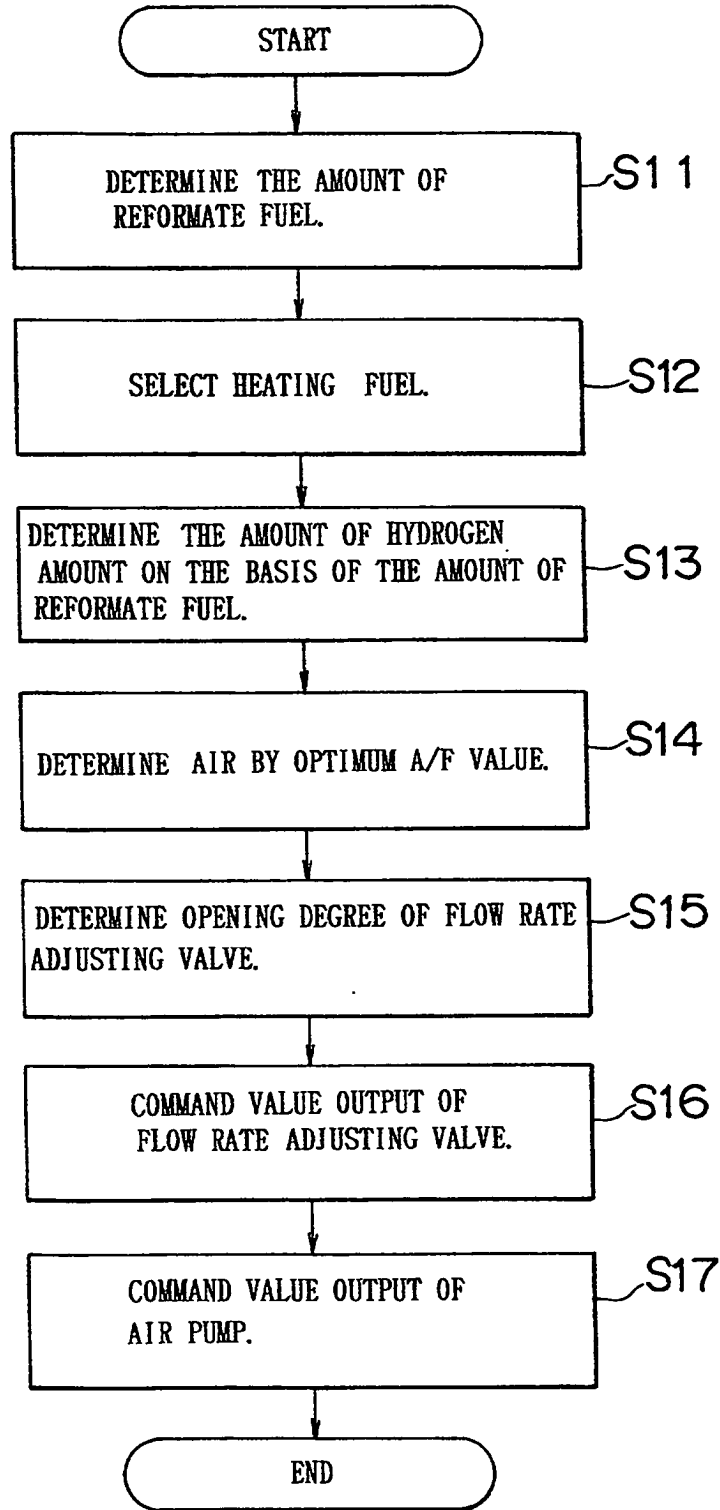 START
DETERMINE THE AMOUNT OF
REFORMATE FUEL.
S11
SELECT HEATING FUEL.
S12
DETERMINE THE AMOUNT OF HYDROGEN
AMOUNT ON THE BASIS OF THE AMOUNT OF
REFORMATE FUEL.
S13
DETERMINE AIR BY OPTIMUM A/F VALUE.
S14
DETERMINE OPENING DEGREE OF FLOW RATE
ADJUSTING VALVE.
S15
COMMAND VALUE OUTPUT OF
FLOW RATE ADJUSTING VALVE.
S16
COMMAND VALUE OUTPUT OF
AIR PUMP.
S17
END